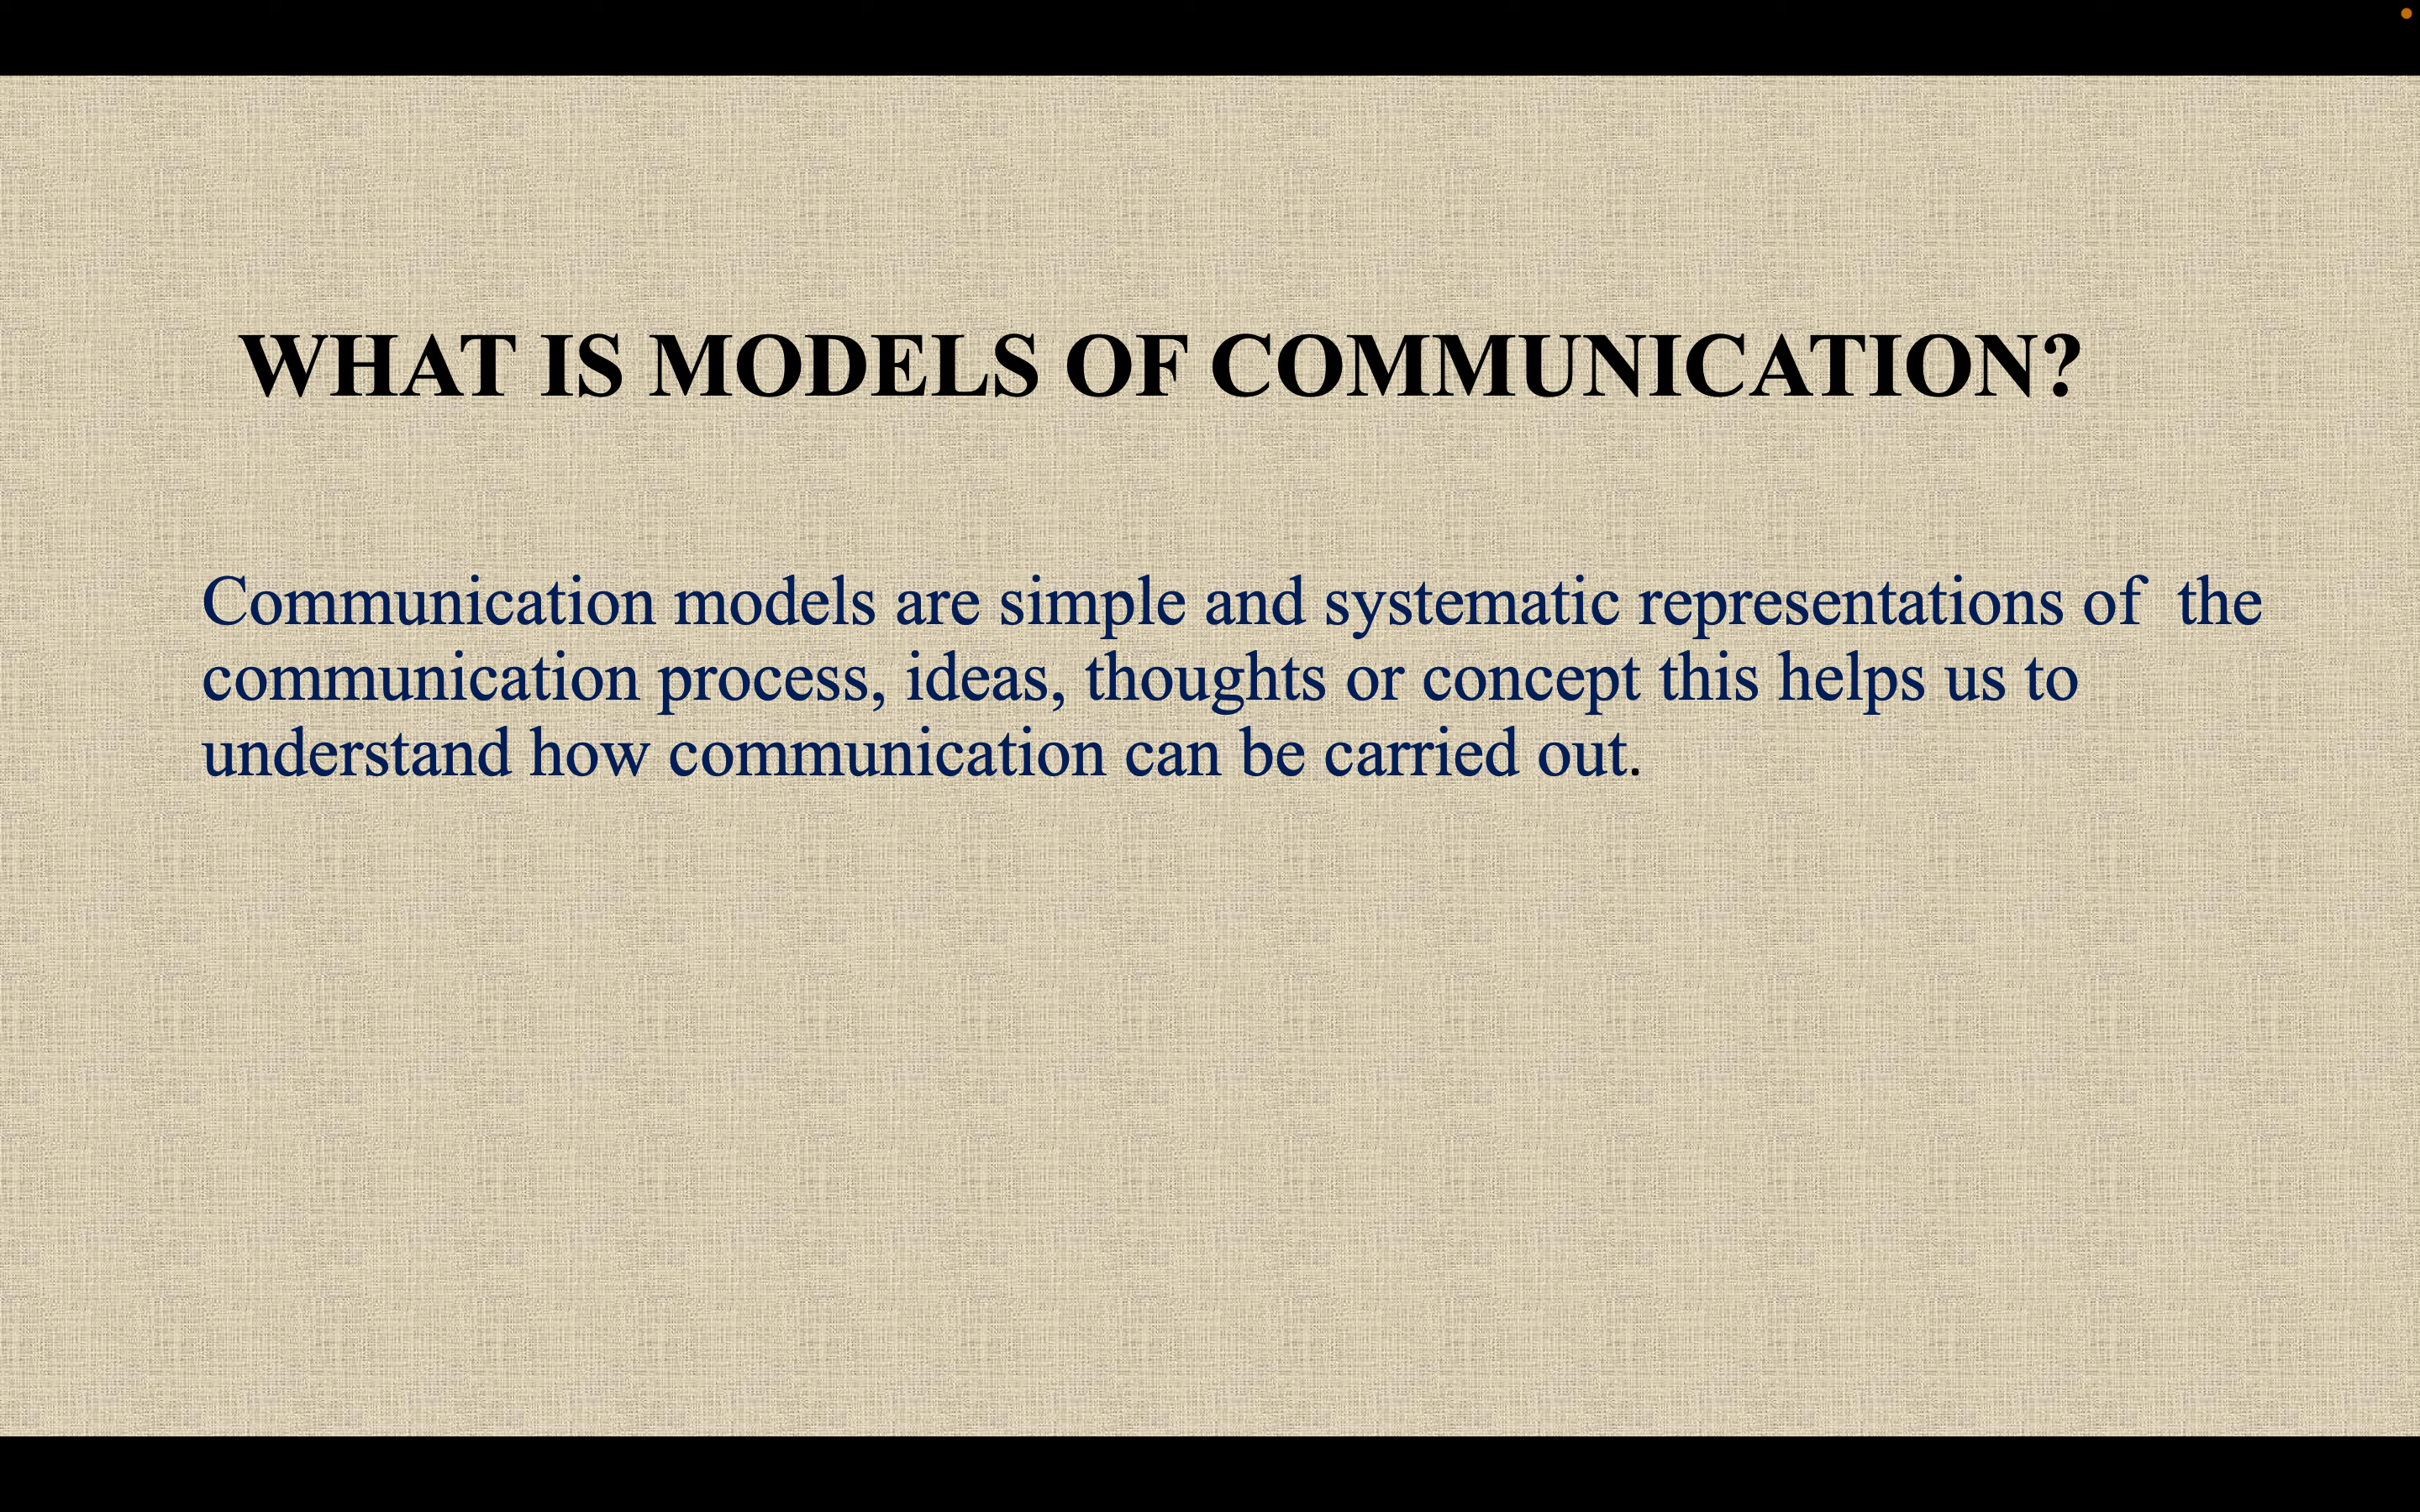 WHAT IS MODELS OF COMMUNICATION?
Communication models are simple and systematic representations of  the
communication process, ideas, thoughts or concept this helps us to
understand how communication can be carried out.